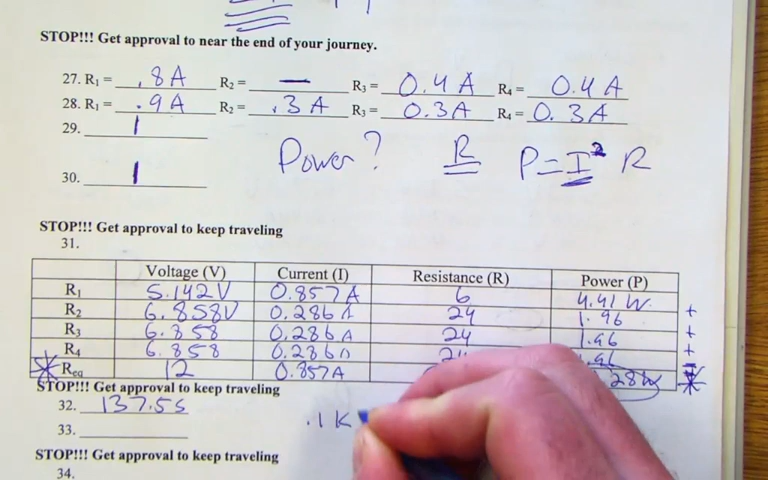 STOP!!! Get approval to near the end of your journey.
27. R1 = .8A R2 = — R3 = 0.4A R4 = 0.4A
28. R1 = .9A R2 = .3A R3 = 0.3A R4 = 0.3A
29. 1
Power? R P=I² R
30. 1
STOP!!! Get approval to keep traveling
31.
Voltage (V) Current (I) Resistance (R) Power (P)
R1 5.142V 0.857A 6 4.41W
R2 6.858V 0.286A 24 1.96 +
R3 6.858 0.286A 24 1.96 +
R4 6.858 0.286A 24 1.96 +
* Req 12 0.857A 28W =
STOP!!! Get approval to keep traveling
32. 137.5s
.1K
33.
STOP!!! Get approval to keep traveling
34.